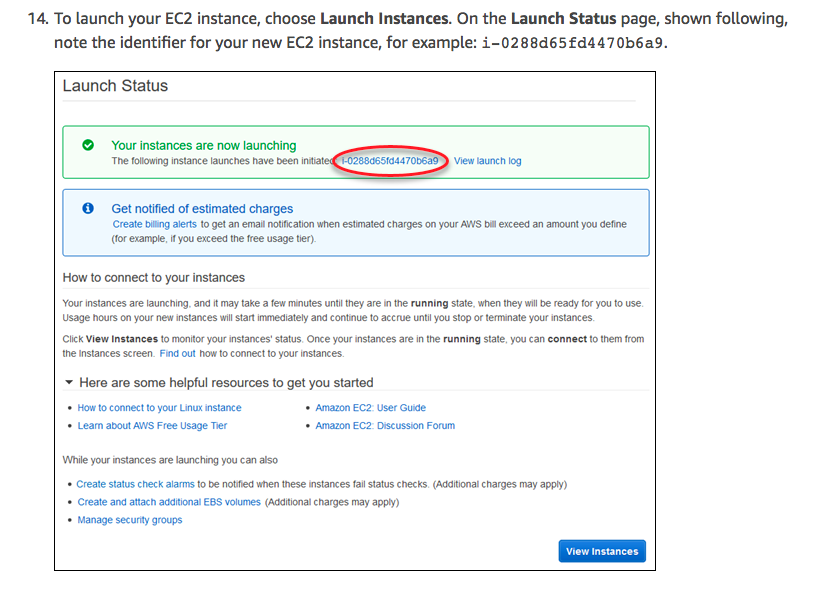 14. To launch your EC2 instance, choose Launch Instances. On the Launch Status page, shown following,
note the identifier for your new EC2 instance, for example: i-0288d65fd4470b6a9.
Launch Status
Your instances are now launching
The following instance launches have been initiated: i-0288d65fd4470b6a9 View launch log
Get notified of estimated charges
Create billing alerts to get an email notification when estimated charges on your AWS bill exceed an amount you define
(for example, if you exceed the free usage tier).
How to connect to your instances
Your instances are launching, and it may take a few minutes until they are in the running state, when they will be ready for you to use.
Usage hours on your new instances will start immediately and continue to accrue until you stop or terminate your instances.
Click View Instances to monitor your instances' status. Once your instances are in the running state, you can connect to them from
the Instances screen. Find out how to connect to your instances.
Here are some helpful resources to get you started
• How to connect to your Linux instance
• Amazon EC2: User Guide
• Learn about AWS Free Usage Tier
• Amazon EC2: Discussion Forum
While your instances are launching you can also
• Create status check alarms to be notified when these instances fail status checks. (Additional charges may apply)
• Create and attach additional EBS volumes (Additional charges may apply)
• Manage security groups
View Instances